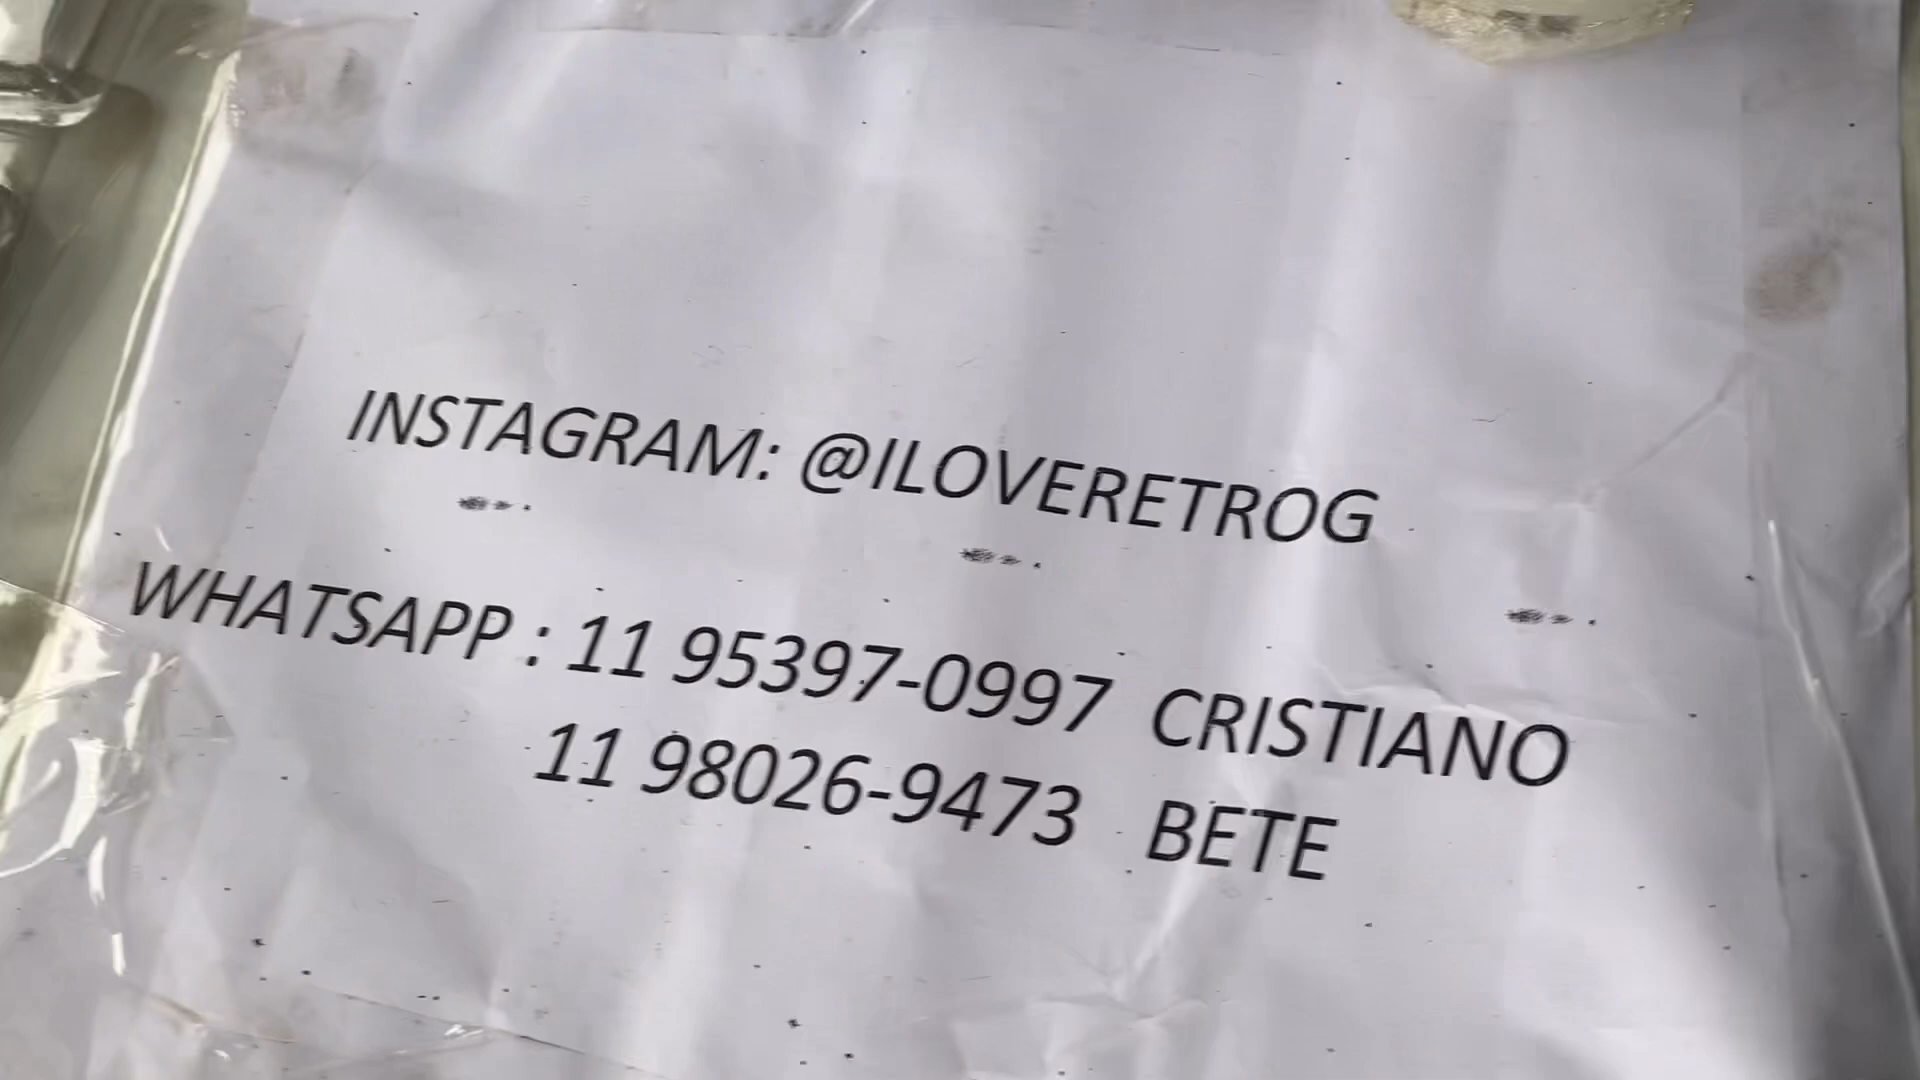 INSTAGRAM: @ILOVERETROG
WHATSAPP : 11 95397-0997 CRISTIANO
11 98026-9473 BETE